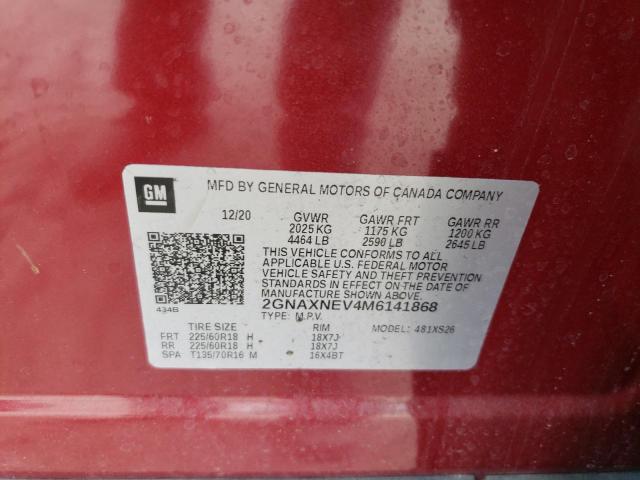 GM
MFD BY GENERAL MOTORS OF CANADA COMPANY
12/20 GVWR GAWR FRT GAWR RR
2025 KG 1175 KG 1200 KG
4464 LB 2590 LB 2645 LB
THIS VEHICLE CONFORMS TO ALL
APPLICABLE U.S. FEDERAL MOTOR
VEHICLE SAFETY AND THEFT PREVENTION
STANDARDS IN EFFECT ON THE DATE
OF MANUFACTURE SHOWN ABOVE.
434B
2GNAXNEV4M6141868
TYPE: M.P.V. MODEL: 481XS26
TIRE SIZE RIM
FRT 225/60R18 H 18X7J
RR 225/60R18 H 18X7J
SPA T135/70R16 M 16X4BT